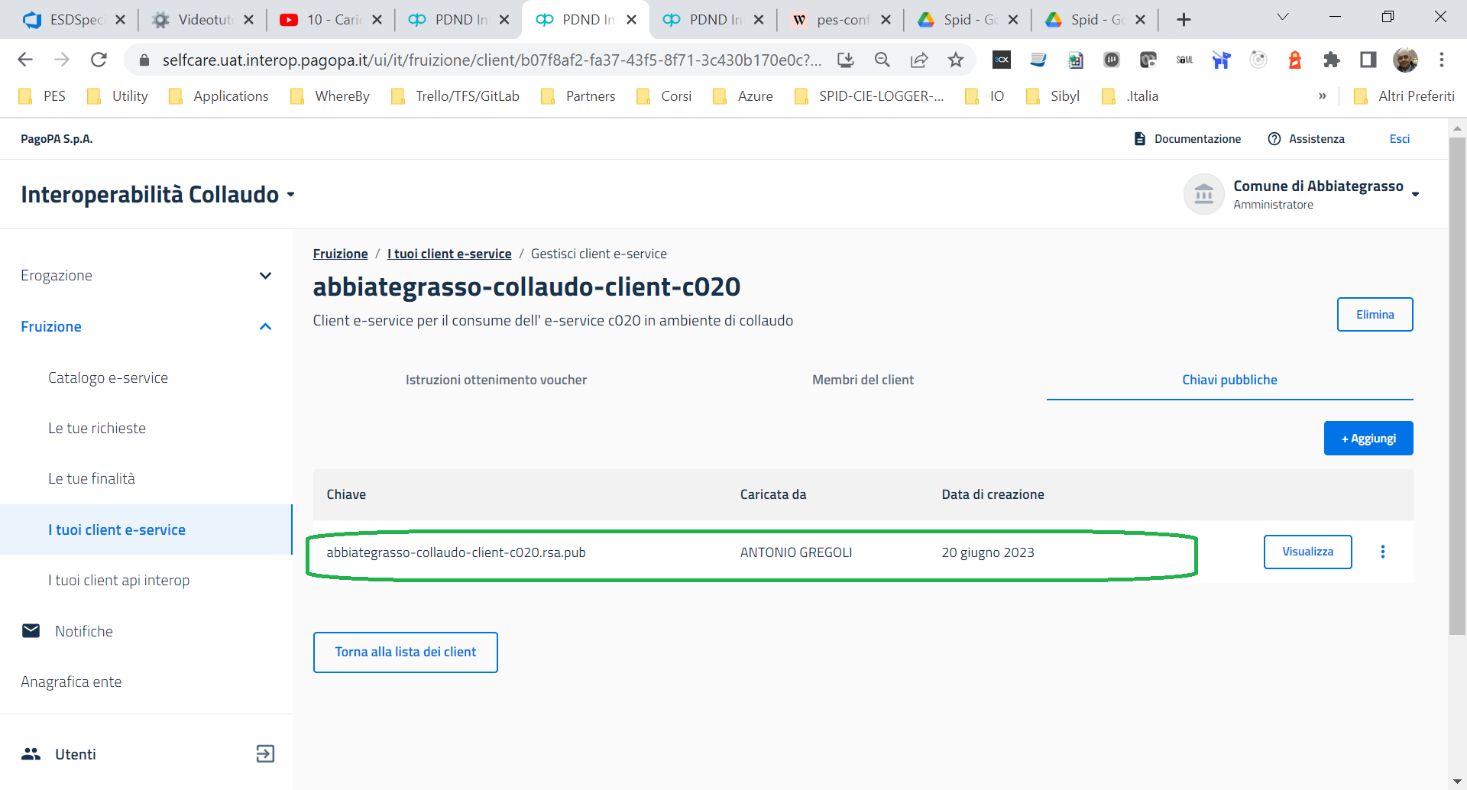 ESDSpec
Videotuto
10 - Caric
PDND In
PDND In
PDND In
pes-conf
Spid - Go
Spid - Go
selfcare.uat.interop.pagopa.it/ui/it/fruizione/client/b07f8af2-fa37-43f5-8f71-3c430b170e0c?...
PES
Utility
Applications
WhereBy
Trello/TFS/GitLab
Partners
Corsi
Azure
SPID-CIE-LOGGER-...
IO
Sibyl
.Italia
»
Altri Preferiti
PagoPA S.p.A.
Documentazione
Assistenza
Esci
Interoperabilità Collaudo
Comune di Abbiategrasso
Amministratore
Erogazione
Fruizione
Catalogo e-service
Le tue richieste
Le tue finalità
I tuoi client e-service
I tuoi client api interop
Notifiche
Anagrafica ente
Utenti
Fruizione / I tuoi client e-service / Gestisci client e-service
abbiategrasso-collaudo-client-c020
Client e-service per il consume dell' e-service c020 in ambiente di collaudo
Elimina
Istruzioni ottenimento voucher
Membri del client
Chiavi pubbliche
+ Aggiungi
Chiave
Caricata da
Data di creazione
abbiategrasso-collaudo-client-c020.rsa.pub
ANTONIO GREGOLI
20 giugno 2023
Visualizza
Torna alla lista dei client